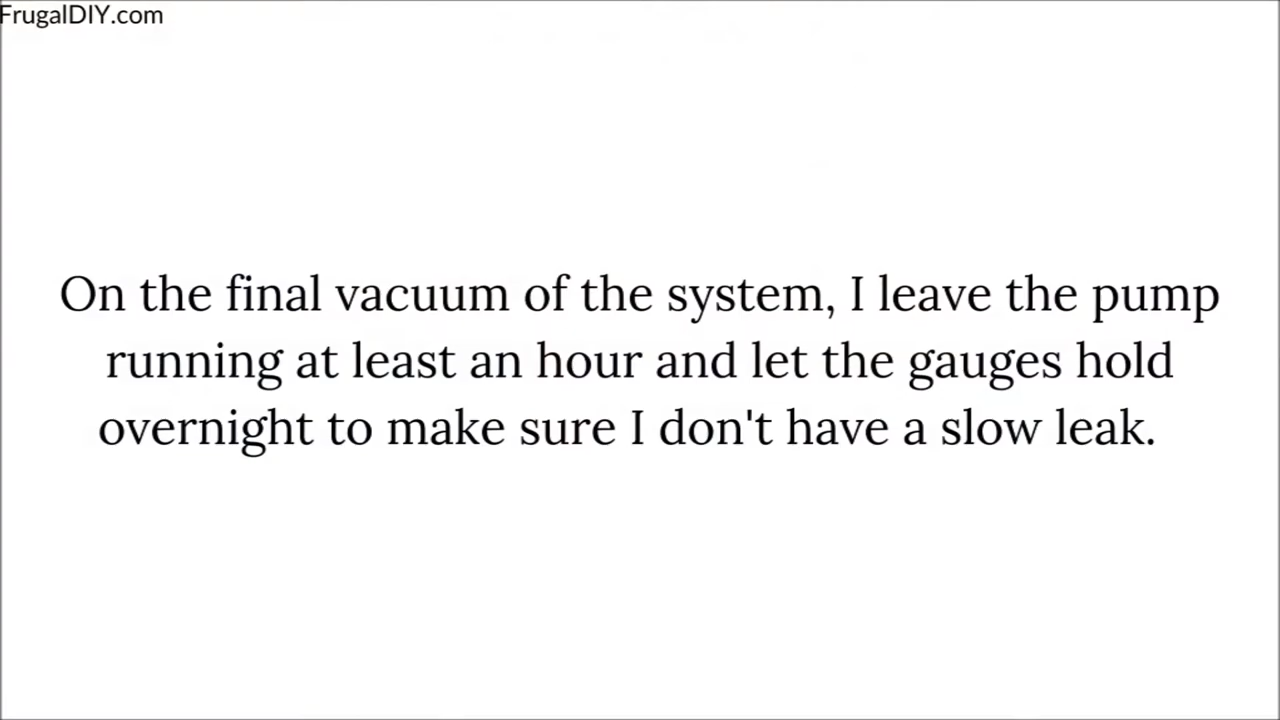 FrugalDIY.com
On the final vacuum of the system, I leave the pump
running at least an hour and let the gauges hold
overnight to make sure I don't have a slow leak.